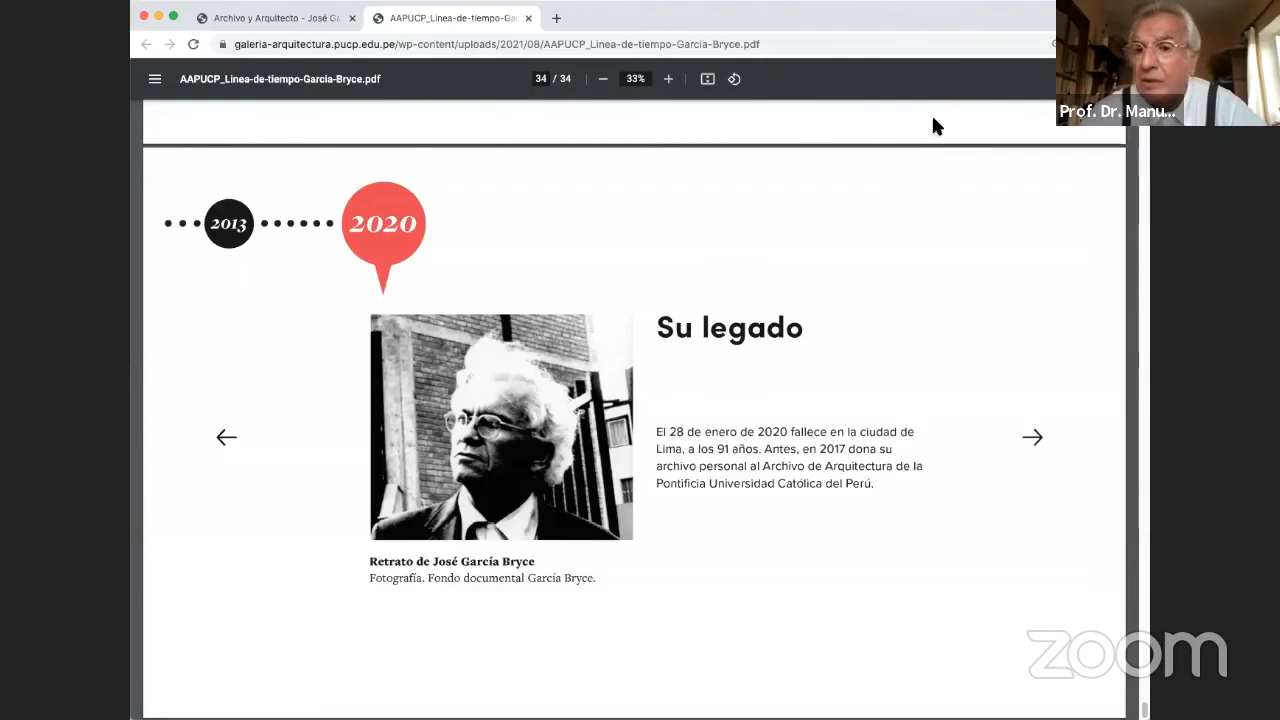 Archivo y Arquitecto - José Ga
AAPUCP_Linea-de-tiempo-Gar
galeria-arquitectura.pucp.edu.pe/wp-content/uploads/2021/08/AAPUCP_Linea-de-tiempo-Garcia-Bryce.pdf
AAPUCP_Linea-de-tiempo-Garcia-Bryce.pdf
34 / 34
33%
Prof. Dr. Manu...
2013
2020
Su legado
El 28 de enero de 2020 fallece en la ciudad de
Lima, a los 91 años. Antes, en 2017 dona su
archivo personal al Archivo de Arquitectura de la
Pontificia Universidad Católica del Perú.
Retrato de José García Bryce
Fotografía. Fondo documental García Bryce.
zoom